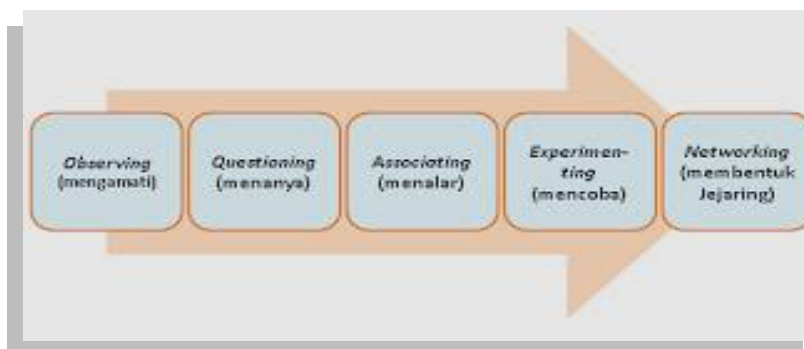 Observing
(mengamati)
Questioning
(menanya)
Associating
(menalar)
Experimen-
ting
(mencoba)
Networking
(membentuk
Jejaring)